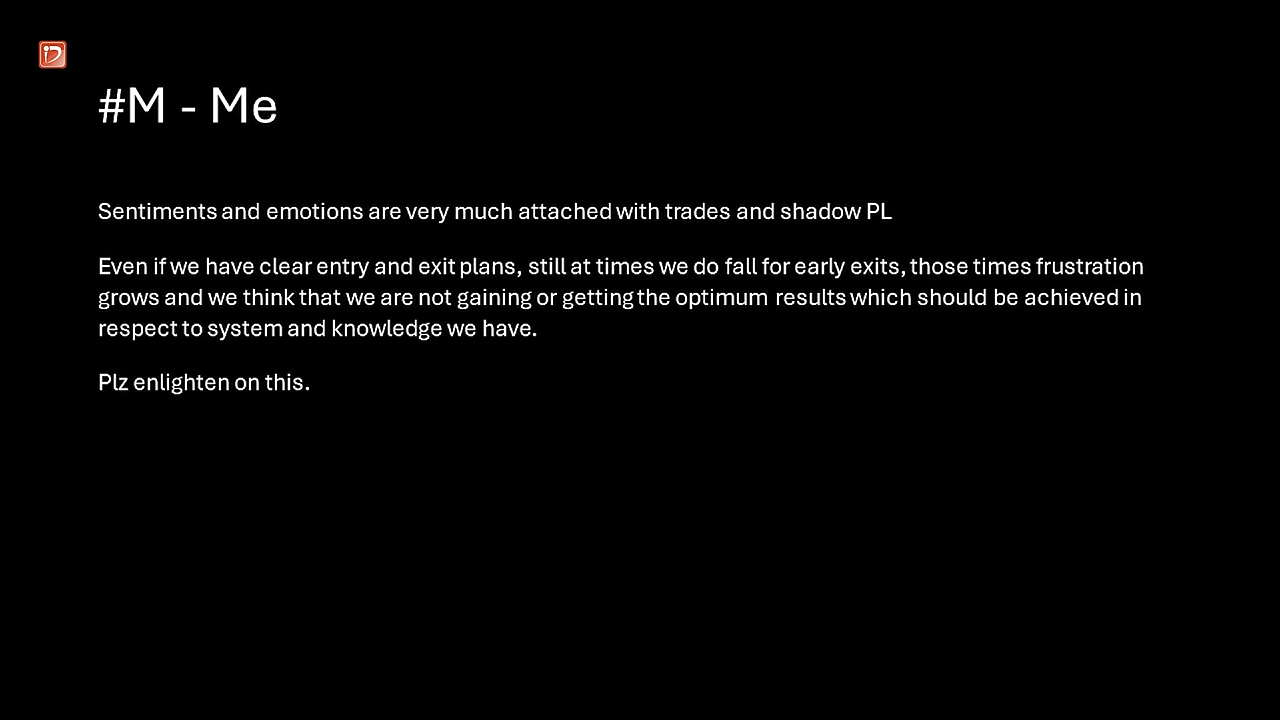 #M - Me
Sentiments and emotions are very much attached with trades and shadow PL
Even if we have clear entry and exit plans, still at times we do fall for early exits, those times frustration
grows and we think that we are not gaining or getting the optimum results which should be achieved in
respect to system and knowledge we have.
Plz enlighten on this.